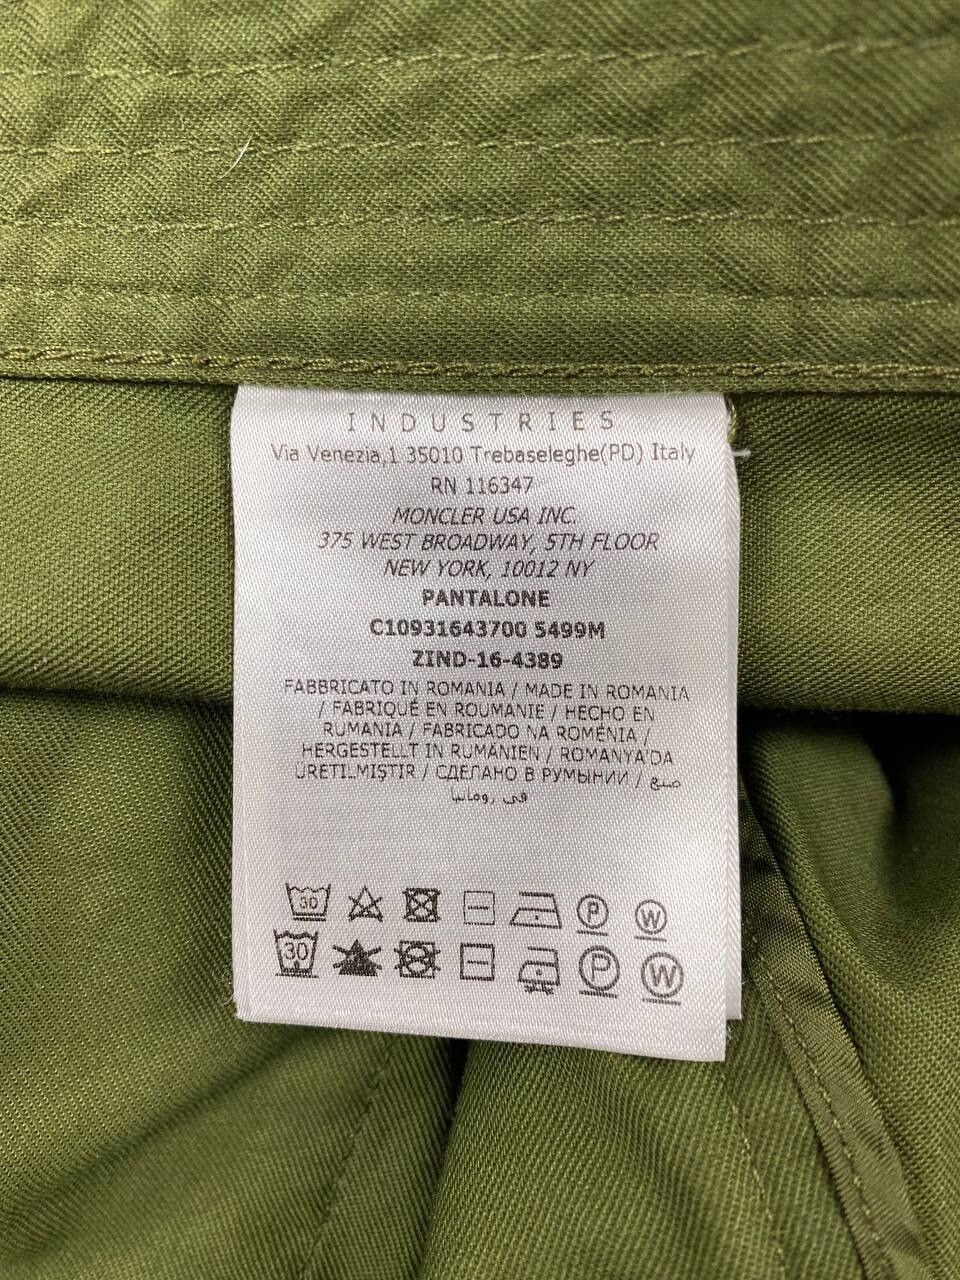 INDUSTRIES
Via Venezia,1 35010 Trebaseleghe(PD) Italy
RN 116347
MONCLER USA INC.
375 WEST BROADWAY, 5TH FLOOR
NEW YORK, 10012 NY
PANTALONE
C10931643700 5499M
ZIND-16-4389
FABBRICATO IN ROMANIA / MADE IN ROMANIA
/ FABRIQUÉ EN ROUMANIE / HECHO EN
RUMANIA / FABRICADO NA ROMÉNIA /
HERGESTELLT IN RUMÄNIEN / ROMANYA'DA
ÜRETILMIŞTIR / СДЕЛАНО В РУМЫНИИ / صنع
في رومانيا
30 P W
30 P W